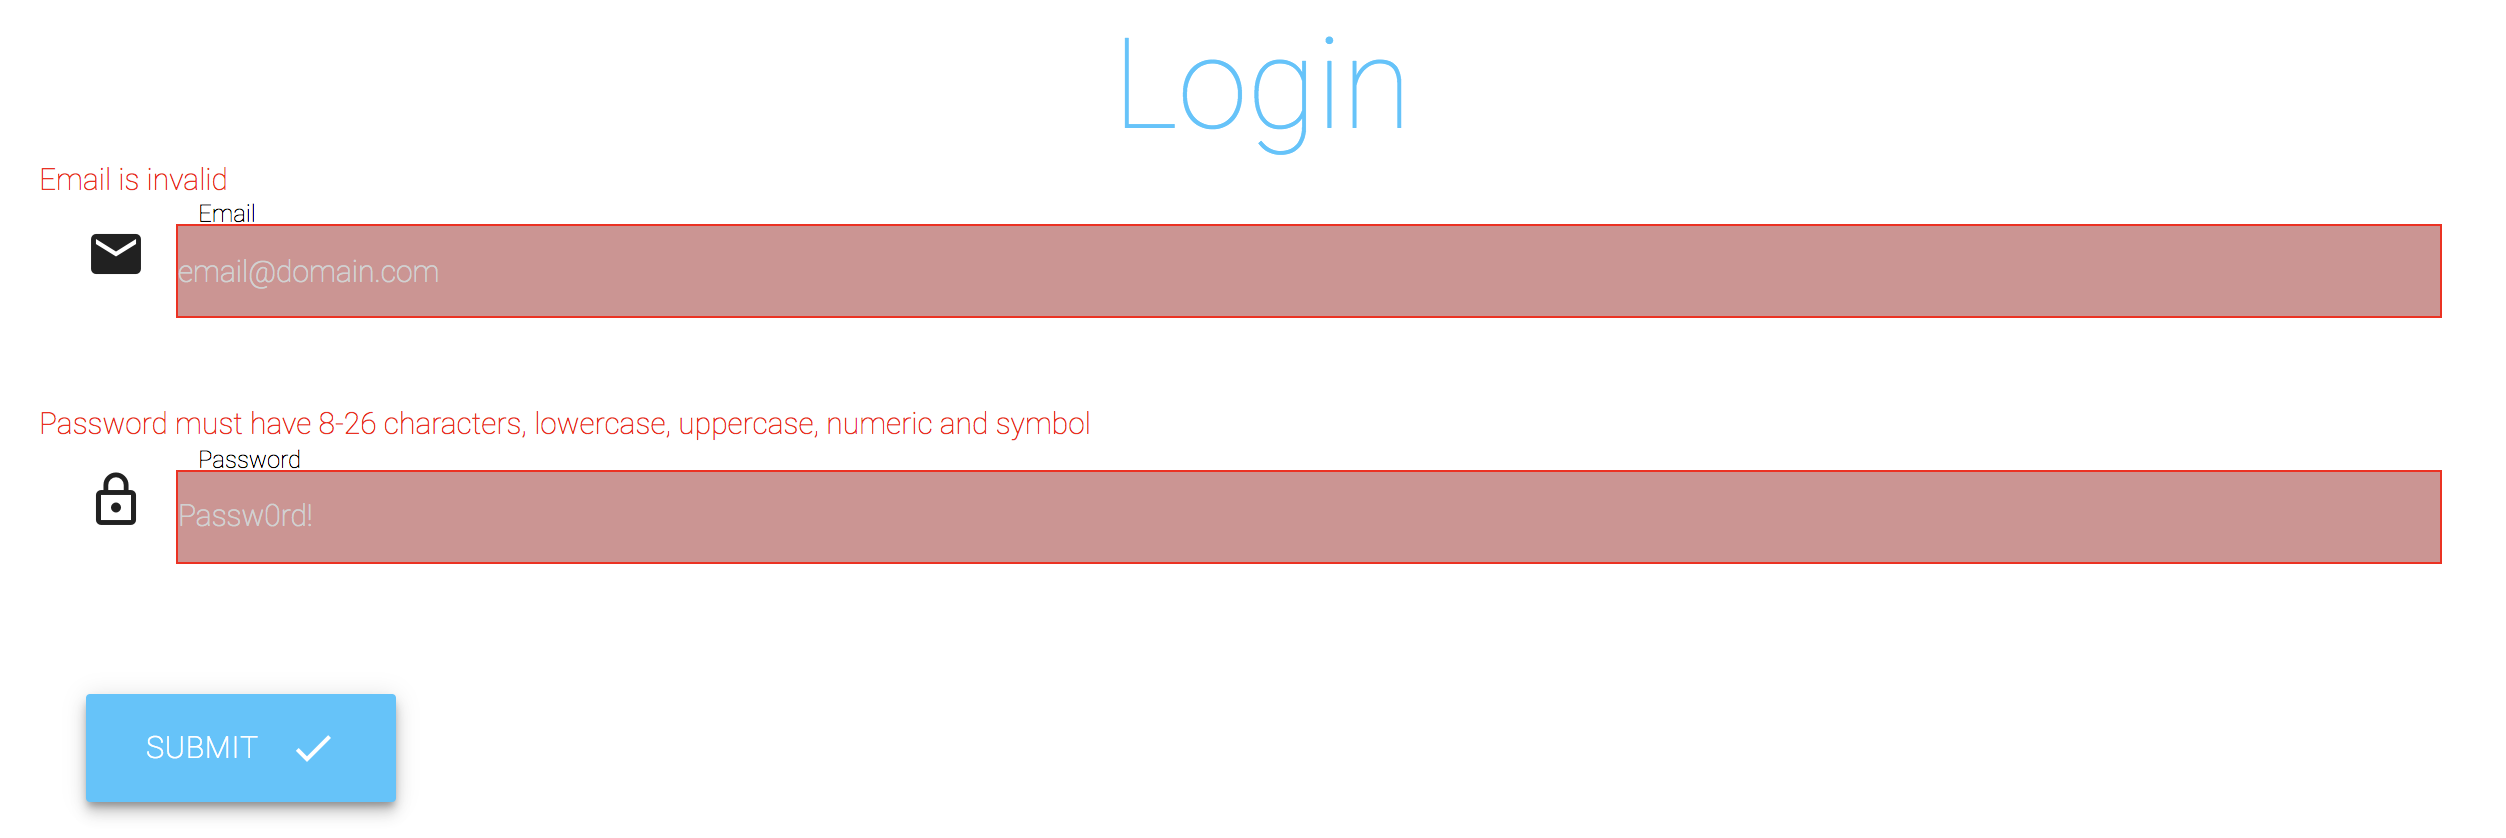 Login
Email is invalid
Email
email@domain.com
Password must have 8-26 characters, lowercase, uppercase, numeric and symbol
Password
Passw0rd!
SUBMIT